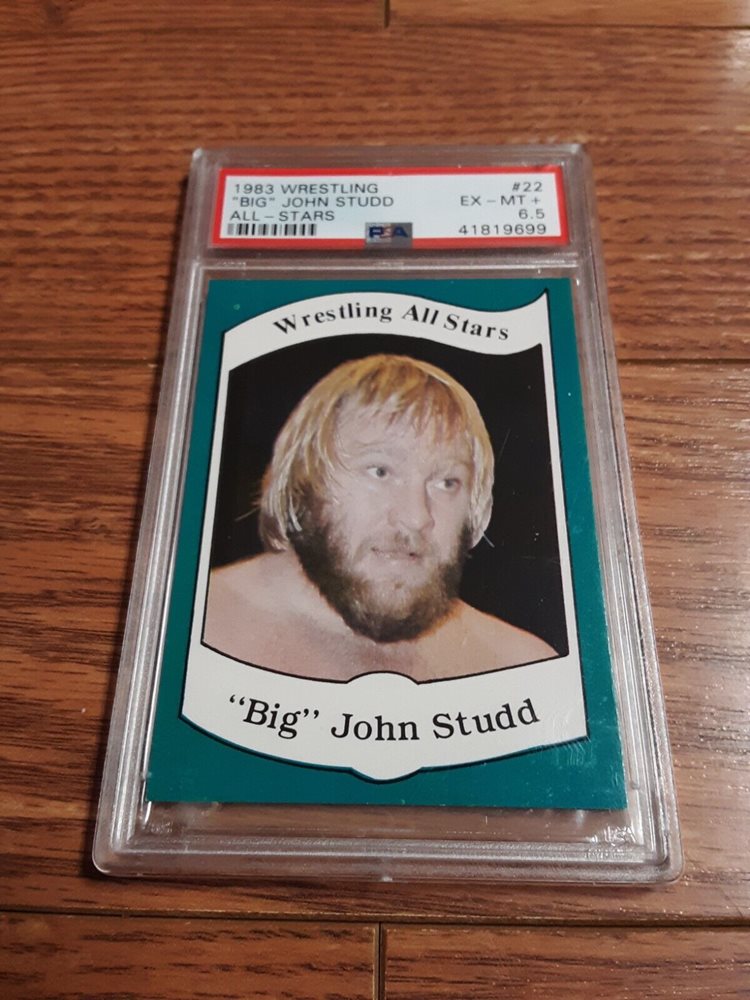 1983 WRESTLING #22
"BIG" JOHN STUDD EX - MT +
ALL - STARS 6.5
PSA 41819699
Wrestling All Stars
“Big” John Studd